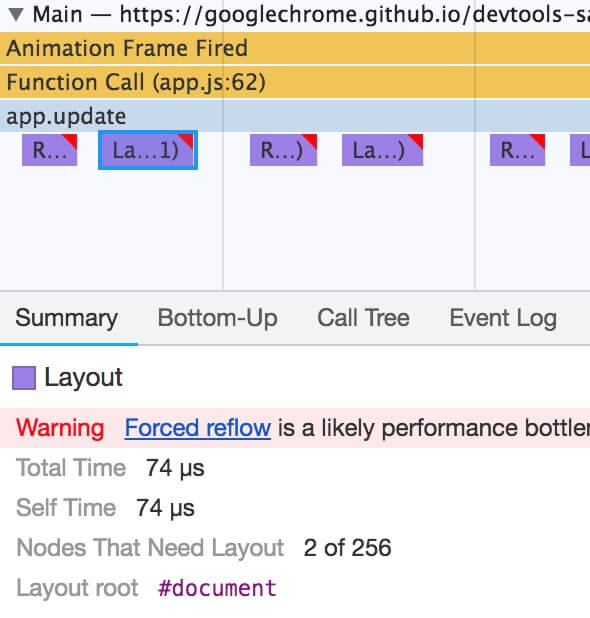 ▼ Main — https://googlechrome.github.io/devtools-sa
Animation Frame Fired
Function Call (app.js:62)
app.update
R... La...1) R...) La...) R... L
Summary Bottom-Up Call Tree Event Log
Layout
Warning Forced reflow is a likely performance bottler
Total Time 74 µs
Self Time 74 µs
Nodes That Need Layout 2 of 256
Layout root #document